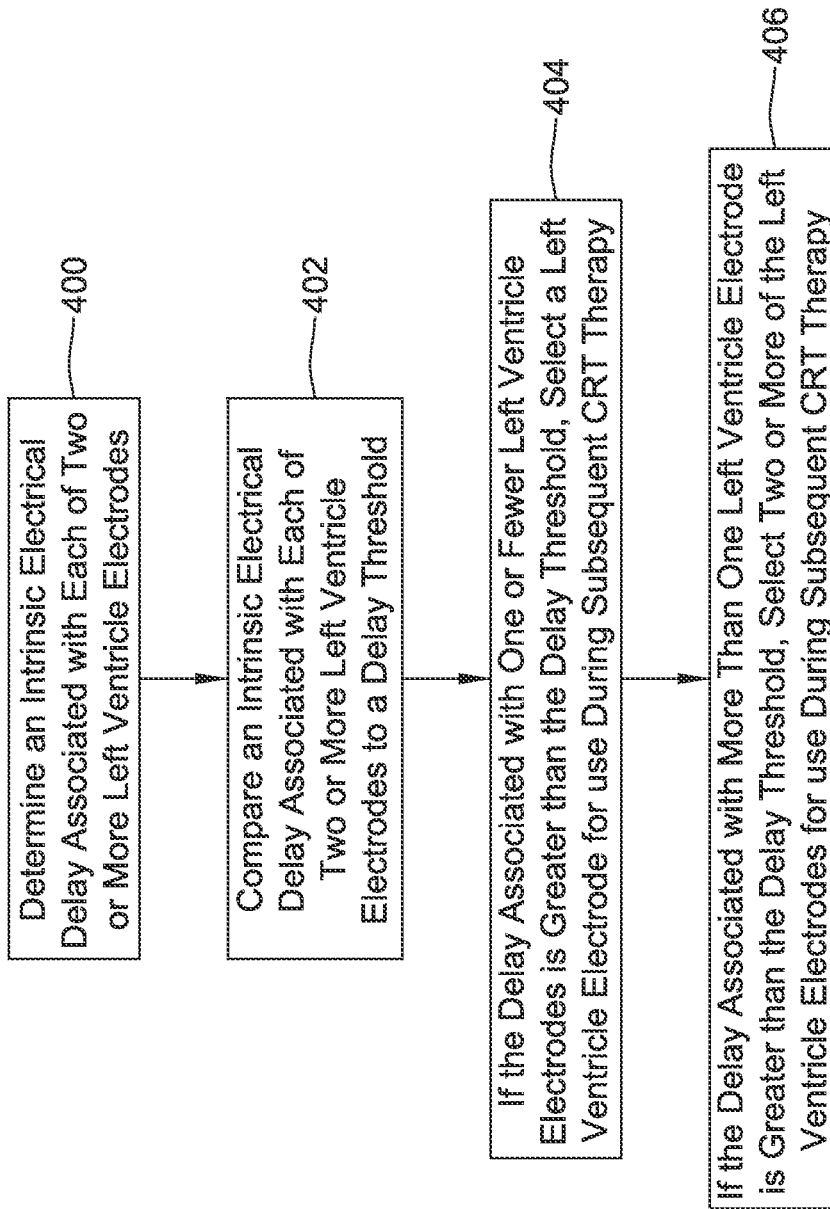 Determine an Intrinsic Electrical
Delay Associated with Each of Two
or More Left Ventricle Electrodes
400
Compare an Intrinsic Electrical
Delay Associated with Each of
Two or More Left Ventricle
Electrodes to a Delay Threshold
402
If the Delay Associated with One or Fewer Left Ventricle
Electrodes is Greater than the Delay Threshold, Select a Left
Ventricle Electrode for use During Subsequent CRT Therapy
404
If the Delay Associated with More Than One Left Ventricle Electrode
is Greater than the Delay Threshold, Select Two or More of the Left
Ventricle Electrodes for use During Subsequent CRT Therapy
406